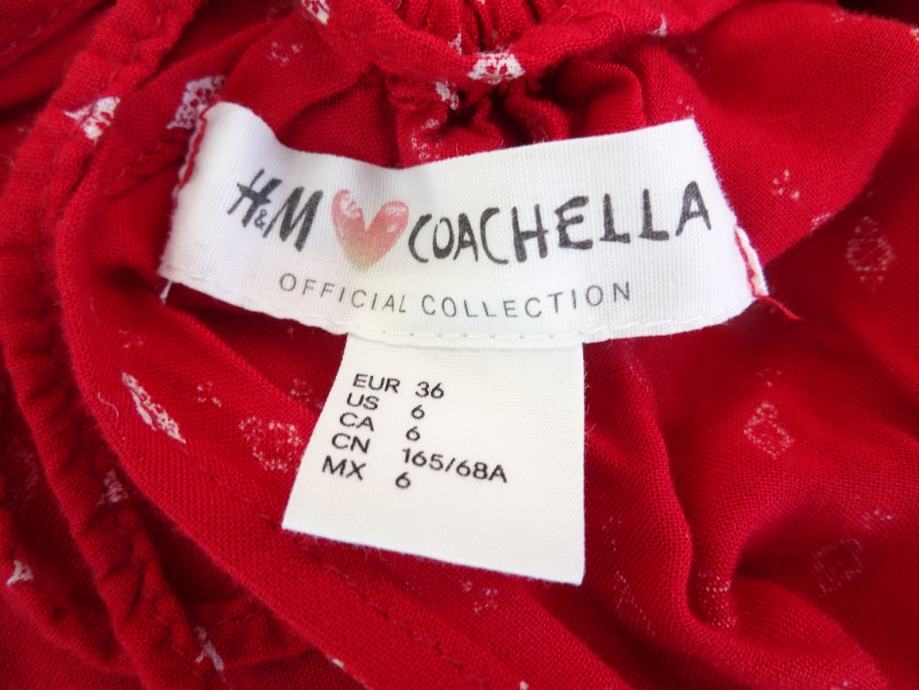 H&M COACHELLA
OFFICIAL COLLECTION
EUR 36
US 6
CA 6
CN 165/68A
MX 6